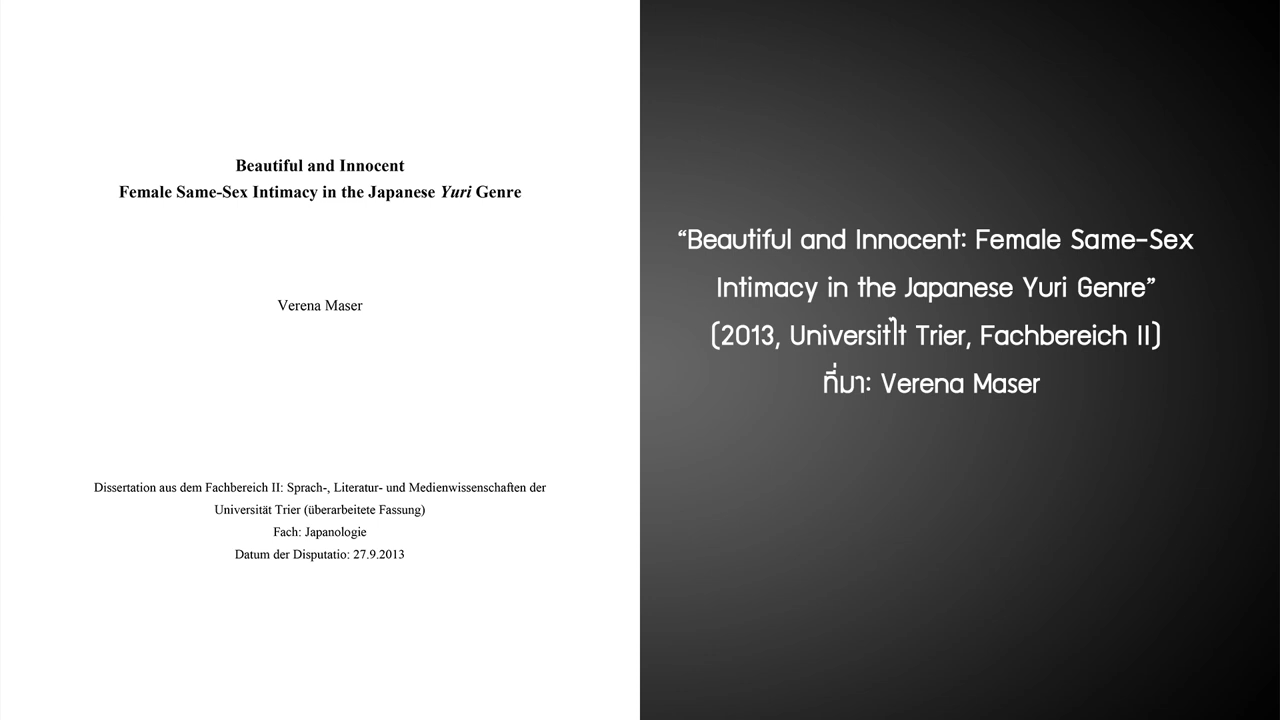 Beautiful and Innocent
Female Same-Sex Intimacy in the Japanese Yuri Genre
Verena Maser
Dissertation aus dem Fachbereich II: Sprach-, Literatur- und Medienwissenschaften der
Universität Trier (überarbeitete Fassung)
Fach: Japanologie
Datum der Disputatio: 27.9.2013
“Beautiful and Innocent: Female Same-Sex
Intimacy in the Japanese Yuri Genre”
(2013, Universitไt Trier, Fachbereich II)
ที่มา: Verena Maser